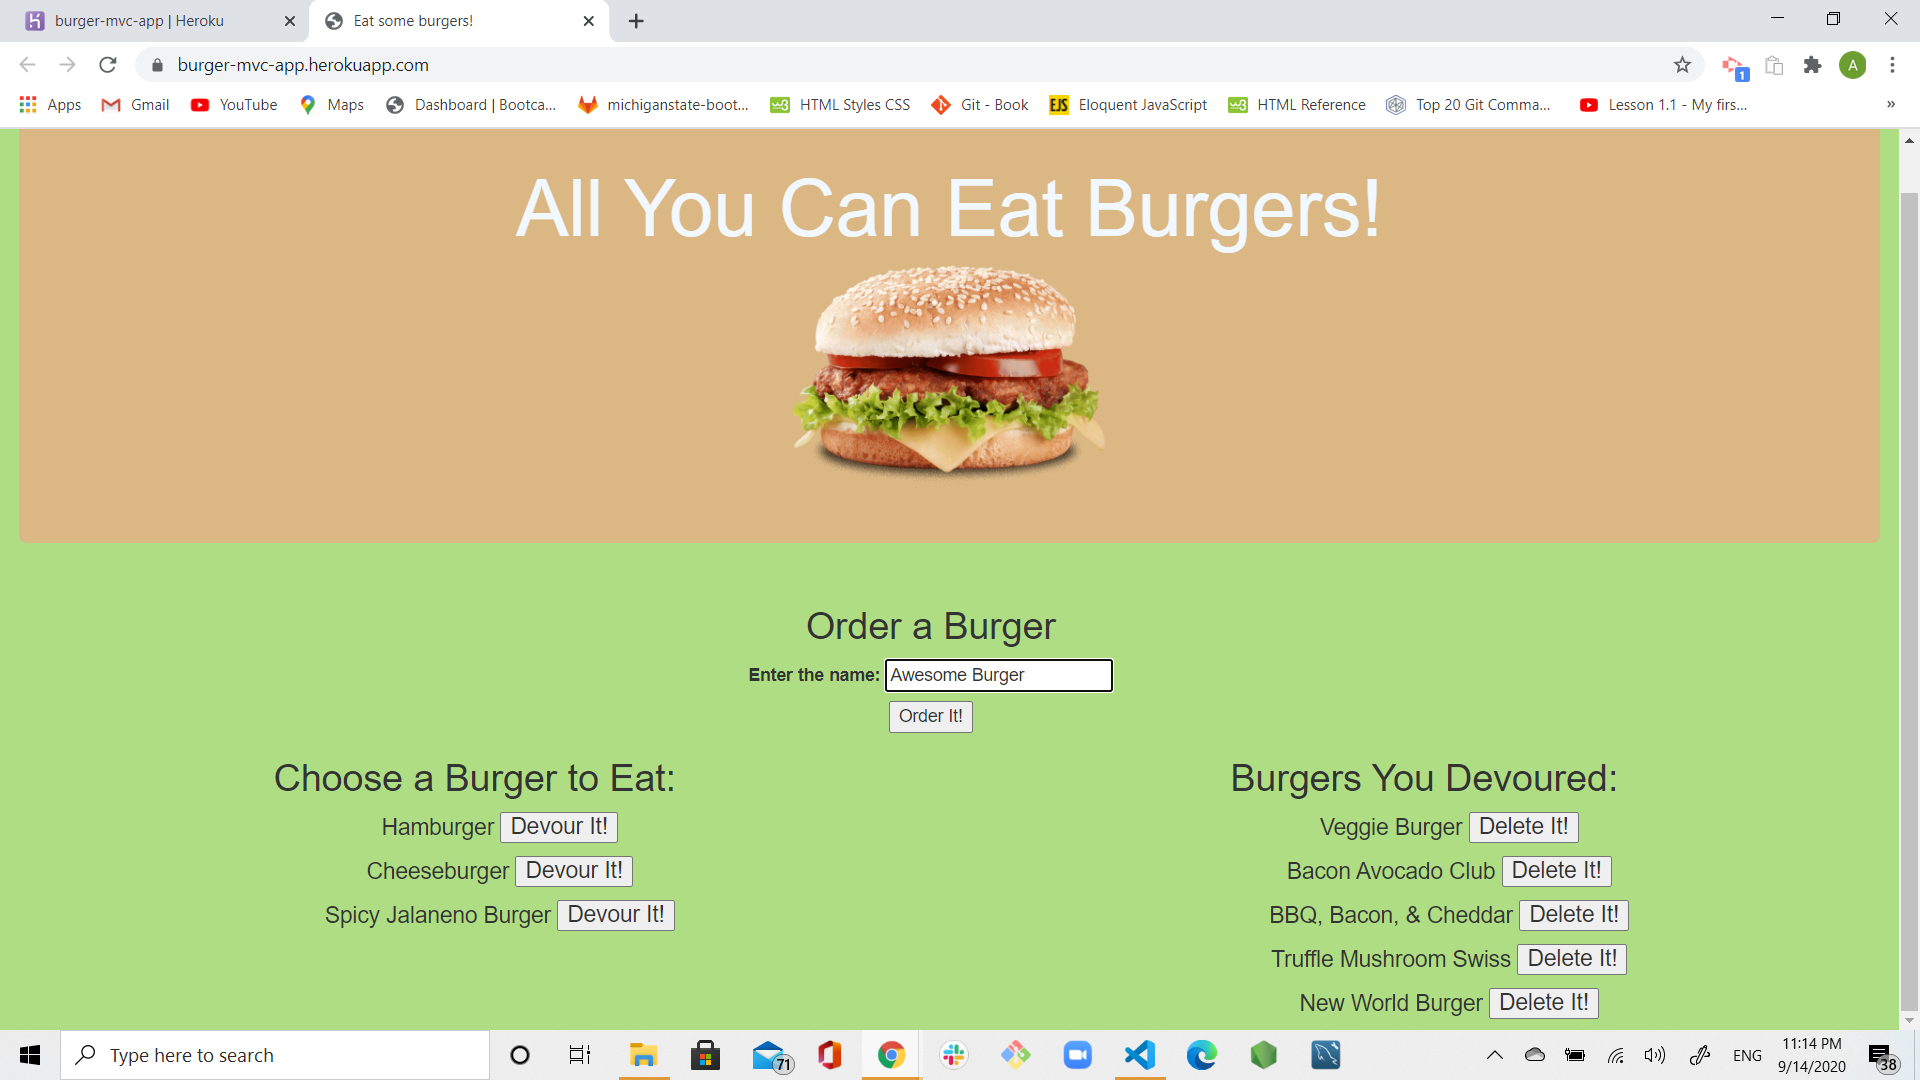 burger-mvc-app | Heroku
Eat some burgers!
burger-mvc-app.herokuapp.com
A
1
Apps
Gmail
YouTube
Maps
Dashboard | Bootca...
michiganstate-boot...
HTML Styles CSS
Git - Book
EJS
Eloquent JavaScript
HTML Reference
Top 20 Git Comma...
Lesson 1.1 - My firs...
»
All You Can Eat Burgers!
Order a Burger
Enter the name: Awesome Burger
Order It!
Choose a Burger to Eat:
Hamburger Devour It!
Cheeseburger Devour It!
Spicy Jalaneno Burger Devour It!
Burgers You Devoured:
Veggie Burger Delete It!
Bacon Avocado Club Delete It!
BBQ, Bacon, & Cheddar Delete It!
Truffle Mushroom Swiss Delete It!
New World Burger Delete It!
Type here to search
71
ENG
11:14 PM
9/14/2020
38